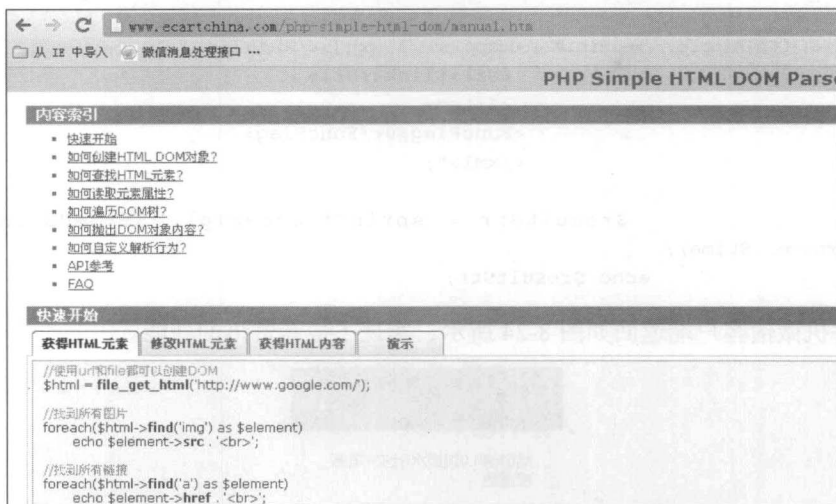 www.ecartchina.com/php-simple-html-dom/manual.htm
从 IE 中导入 微信消息处理接口 ...
PHP Simple HTML DOM Parse
内容索引
快速开始
如何创建HTML DOM对象?
如何查找HTML元素?
如何读取元素属性?
如何遍历DOM树?
如何抛出DOM对象内容?
如何自定义解析行为?
API参考
FAQ
快速开始
获得HTML元素 修改HTML元素 获得HTML内容 演示
//使用url和file都可以创建DOM
$html = file_get_html('http://www.google.com/');
//找到所有图片
foreach($html->find('img') as $element)
echo $element->src . '<br>';
//找到所有链接
foreach($html->find('a') as $element)
echo $element->href . '<br>';